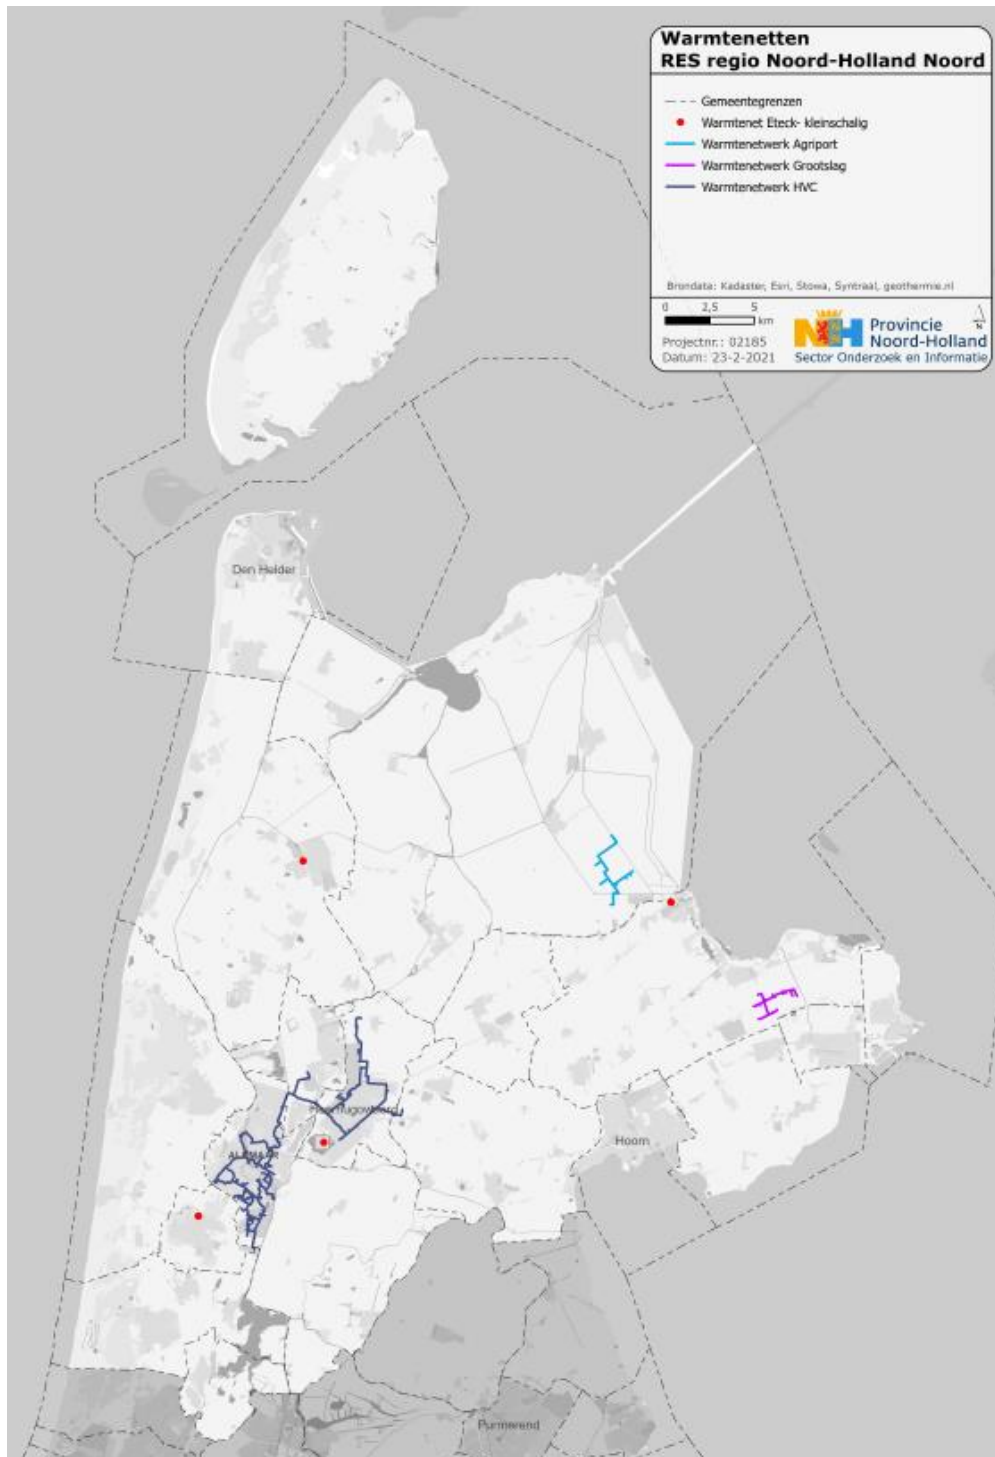 Warmtenetten
RES regio Noord-Holland Noord
Gemeentegrenzen
Warmtenet Eteck- kleinschalig
Warmtenetwerk Agriport
Warmtenetwerk Grootslag
Warmtenetwerk HVC
Brondata: Kadaster, Esri, Stowa, Syntraal, geothermie.nl
0 2,5 5
km
N
Projectnr.: 02185
Datum: 23-2-2021
Provincie
Noord-Holland
Sector Onderzoek en Informatie
Den Helder
Hoorn
Purmerend